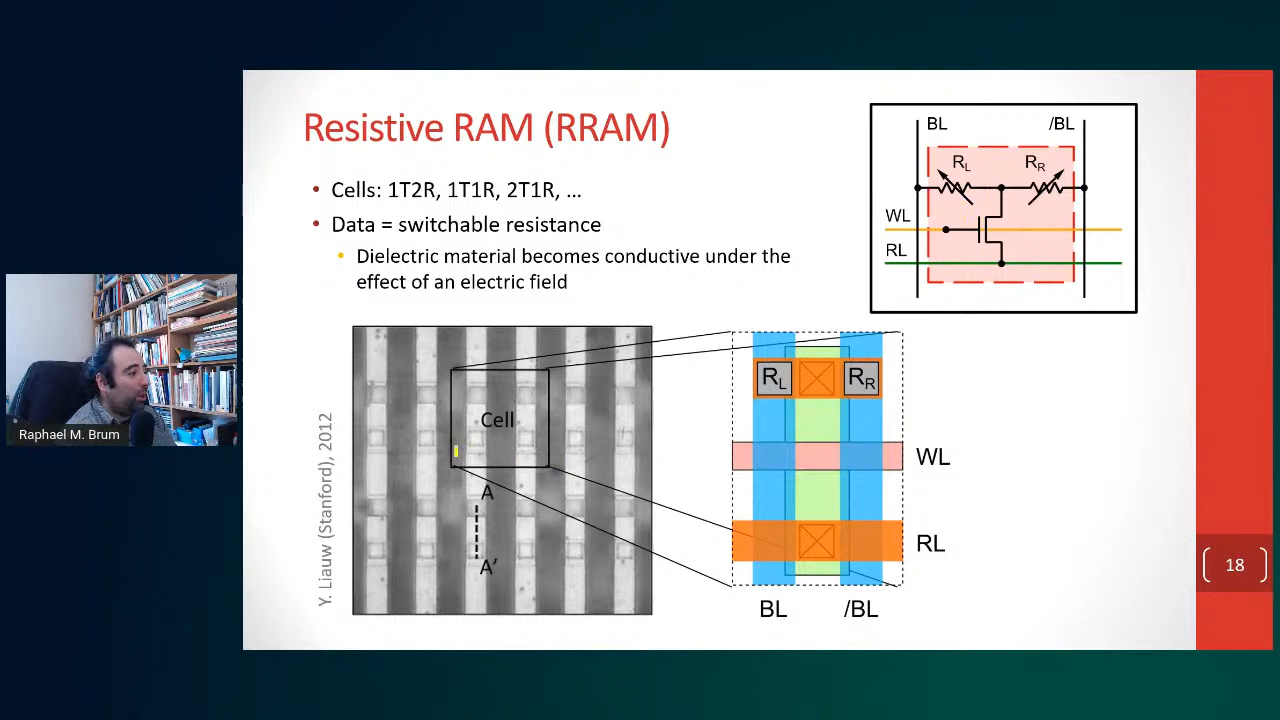 Resistive RAM (RRAM)
• Cells: 1T2R, 1T1R, 2T1R, …
• Data = switchable resistance
• Dielectric material becomes conductive under the
effect of an electric field
BL
/BL
RL
RR
WL
RL
Raphael M. Brum
Y. Liauw (Stanford), 2012
Cell
A
A’
RL
RR
WL
RL
BL
/BL
18